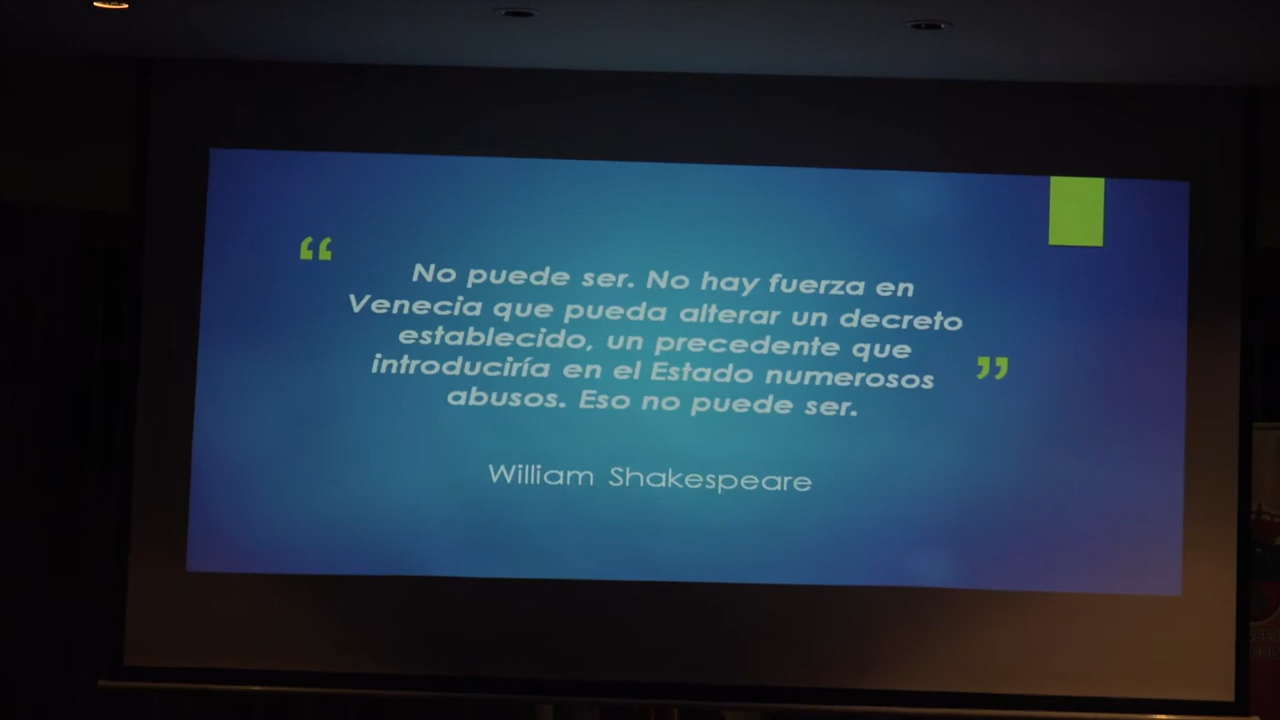 “
No puede ser. No hay fuerza en
Venecia que pueda alterar un decreto
establecido, un precedente que
introduciría en el Estado numerosos
abusos. Eso no puede ser.
”
William Shakespeare